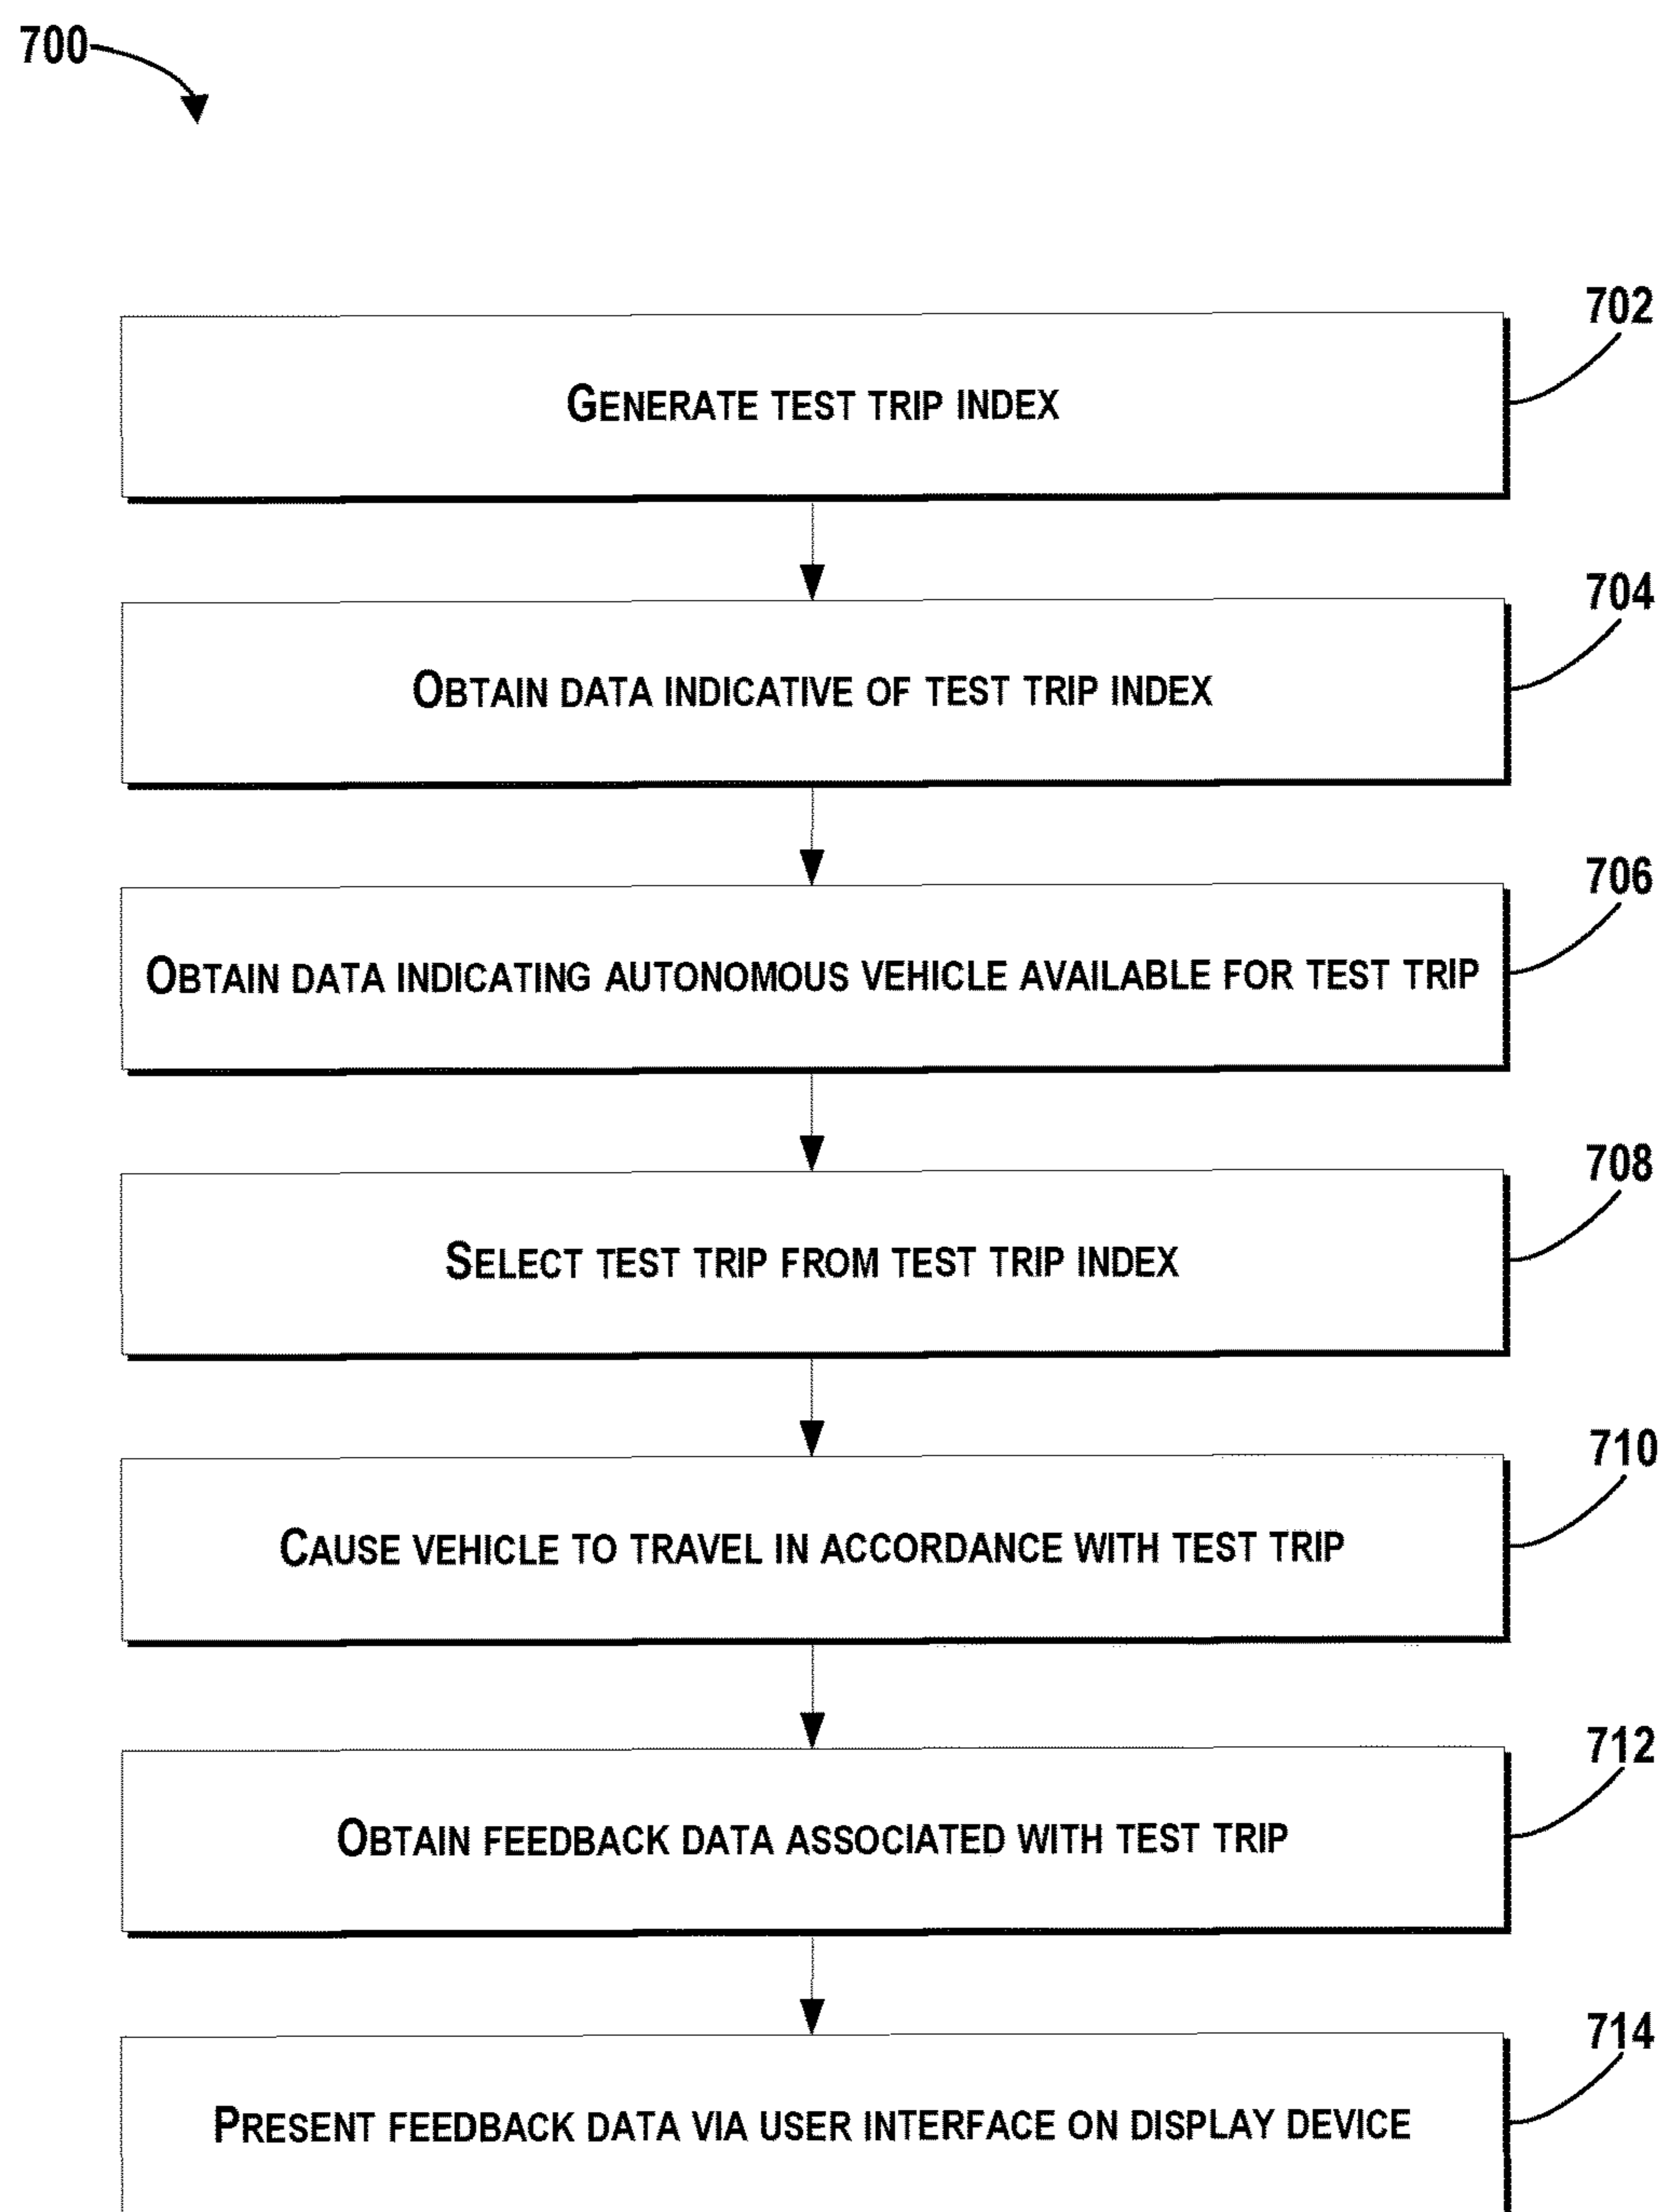 700
702
GENERATE TEST TRIP INDEX
704
OBTAIN DATA INDICATIVE OF TEST TRIP INDEX
706
OBTAIN DATA INDICATING AUTONOMOUS VEHICLE AVAILABLE FOR TEST TRIP
708
SELECT TEST TRIP FROM TEST TRIP INDEX
710
CAUSE VEHICLE TO TRAVEL IN ACCORDANCE WITH TEST TRIP
712
OBTAIN FEEDBACK DATA ASSOCIATED WITH TEST TRIP
714
PRESENT FEEDBACK DATA VIA USER INTERFACE ON DISPLAY DEVICE